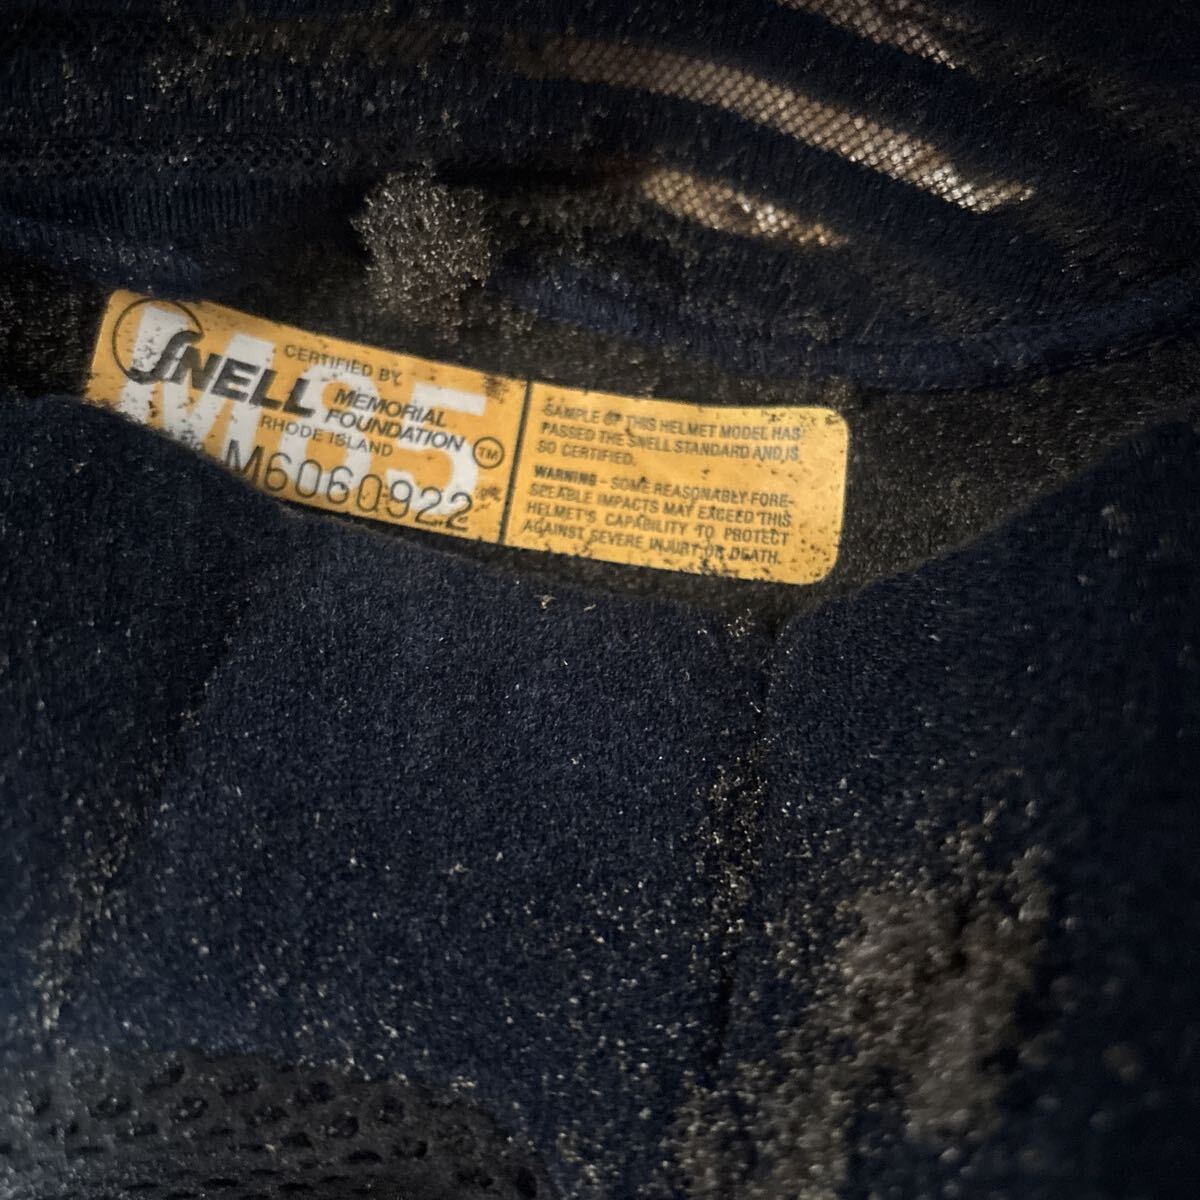 M85
CERTIFIED BY
SNELL
MEMORIAL
FOUNDATION
RHODE ISLAND
TM
M6060922
SAMPLE OF THIS HELMET MODEL HAS
PASSED THE SNELL STANDARD AND IS
SO CERTIFIED.
WARNING - SOME REASONABLY FORE-
SEEABLE IMPACTS MAY EXCEED THIS
HELMET'S CAPABILITY TO PROTECT
AGAINST SEVERE INJURY OR DEATH.